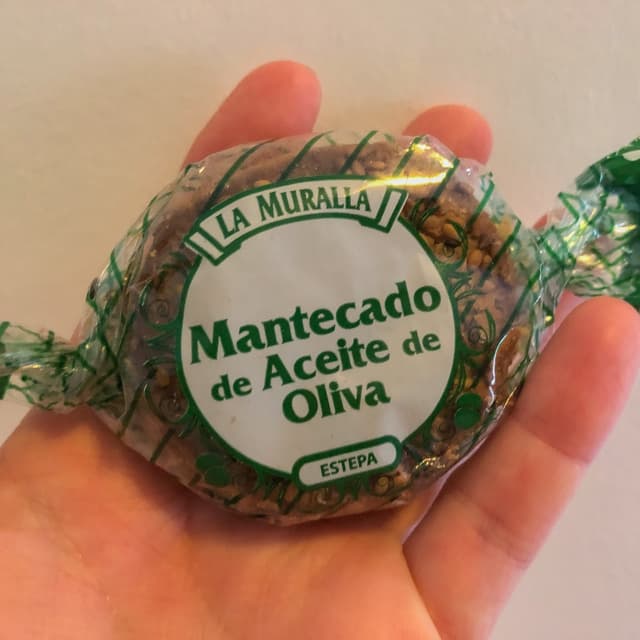 LA MURALLA
Mantecado
de Aceite de
Oliva
ESTEPA